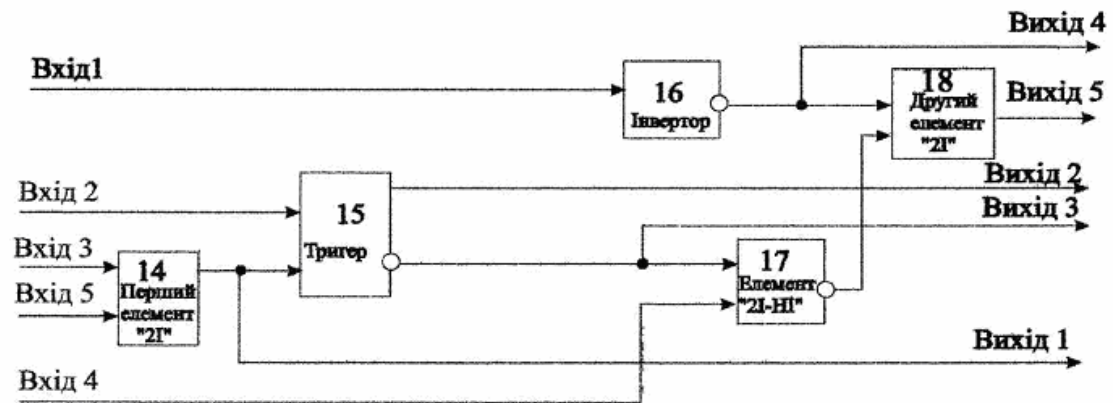 Вихід 4
Вхід1
16
Інвертор
18
Другий
елемент
"2І"
Вихід 5
Вхід 2
15
Тригер
Вихід 2
Вихід 3
Вхід 3
14
Перший
елемент
"2І"
Вхід 5
17
Елемент
"2І-НІ"
Вихід 1
Вхід 4